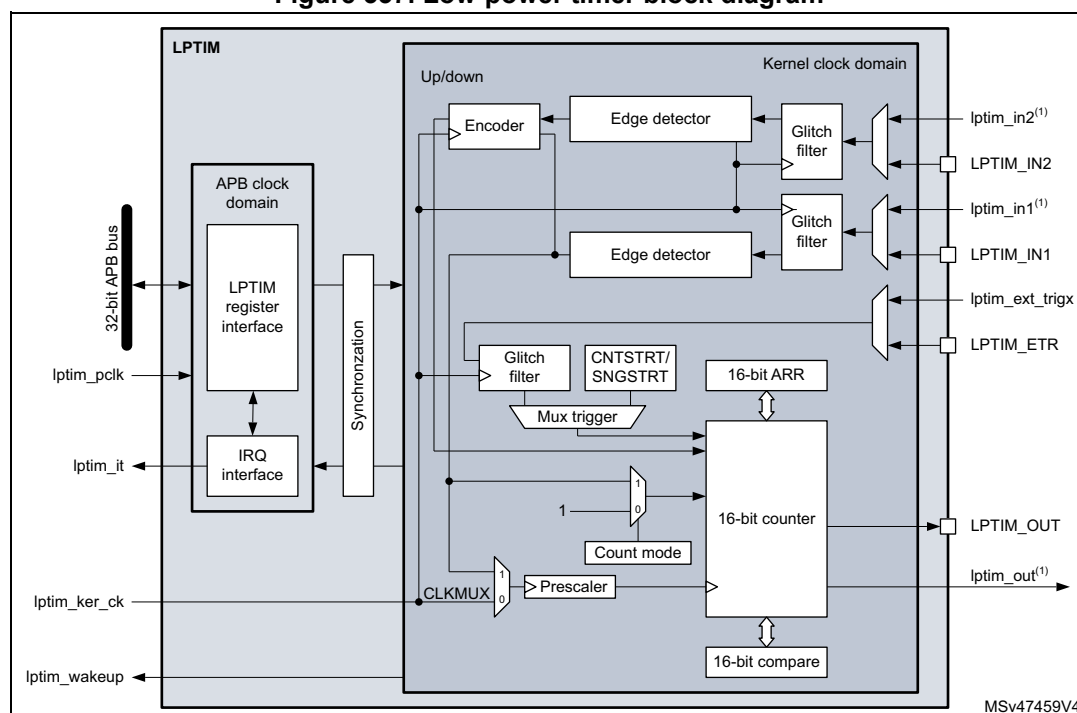 Figure 637. Low-power timer block diagram
LPTIM
Kernel clock domain
Up/down
Encoder
Edge detector
Glitch
filter
lptim_in2(1)
LPTIM_IN2
APB clock
domain
lptim_in1(1)
Glitch
filter
Edge detector
LPTIM_IN1
32-bit APB bus
LPTIM
register
interface
Synchronzation
lptim_ext_trigx
LPTIM_ETR
Glitch
filter
CNTSTRT/
SNGSTRT
16-bit ARR
lptim_pclk
Mux trigger
lptim_it
IRQ
interface
1
1
0
16-bit counter
LPTIM_OUT
Count mode
1
0
CLKMUX
Prescaler
lptim_out(1)
lptim_ker_ck
16-bit compare
lptim_wakeup
MSv47459V4